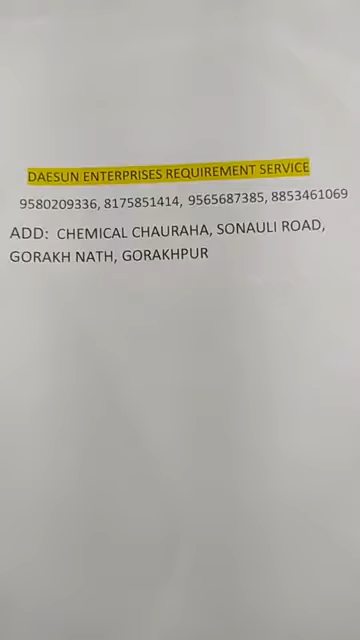 DAESUN ENTERPRISES REQUIREMENT SERVICE
9580209336, 8175851414, 9565687385, 8853461069
ADD: CHEMICAL CHAURAHA, SONAULI ROAD,
GORAKH NATH, GORAKHPUR